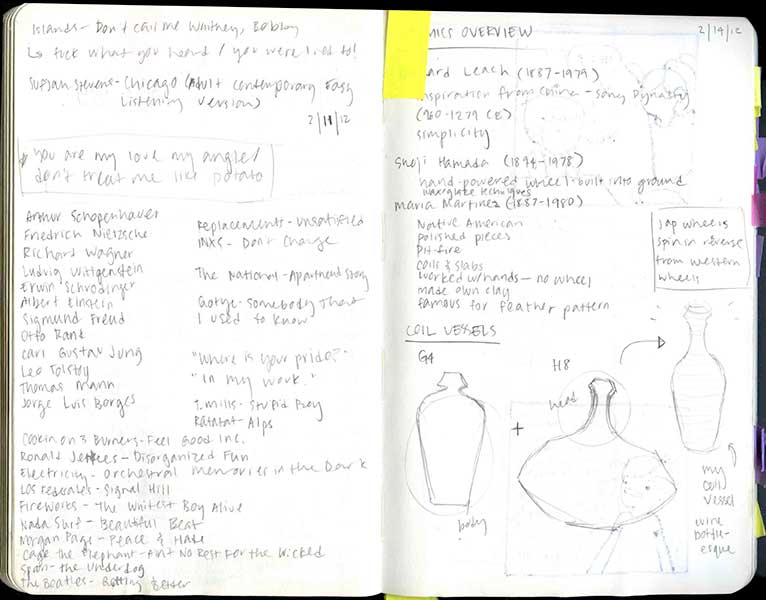 Islands - Don't call me Whitney, Bobby
↳ fuck what you heard / you were lied to!
Sufjan Stevens - Chicago (Adult Contemporary Easy
Listening Version)
2/11/12
you are my love my angle /
don't treat me like potato
Arthur Schopenhauer
Friedrich Nietzsche
Richard Wagner
Ludwig Wittgenstein
Erwin Schrodinger
Albert Einstein
Sigmund Freud
Otto Rank
Carl Gustav Jung
Leo Tolstoy
Thomas Mann
Jorge Luis Borges
Replacements - Unsatisfied
INXS - Don't Change
The National - Apartment Story
Gotye - Somebody That
I used to know
"Where is your pride?"
"in my work."
T. Mills - Stupid Boy
Ratatat - Alps
Cookin on 3 Burners - Feel Good Inc.
Ronald Jenkees - Disorganized Fun
Electricity - Orchestral Memories in the Dark
Los Federales - Signal Hill
Fireworks - The Whitest Boy Alive
Nada Surf - Beautiful Beat
Morgan Page - Peace & Hate
Cage the Elephant - Ain't No Rest For the Wicked
Spoon - The Underdog
The Beatles - Getting Better
MICS OVERVIEW
2/14/12
ard Leach (1887-1979)
inspiration from China - Song Dynasty
(960-1279 CE)
simplicity
Shoji Hamada (1894-1978)
hand-powered wheel - built into ground
wax/glaze techniques
Maria Martinez (1887-1980)
Native American
polished pieces
pit-fire
coils & slabs
worked w/hands - no wheel
made own clay
famous for feather pattern
Jap wheels
spin in reverse
from western
wheels
COIL VESSELS
G4
H8
head
+
body
my
coil
vessel
wine
bottle-
esque